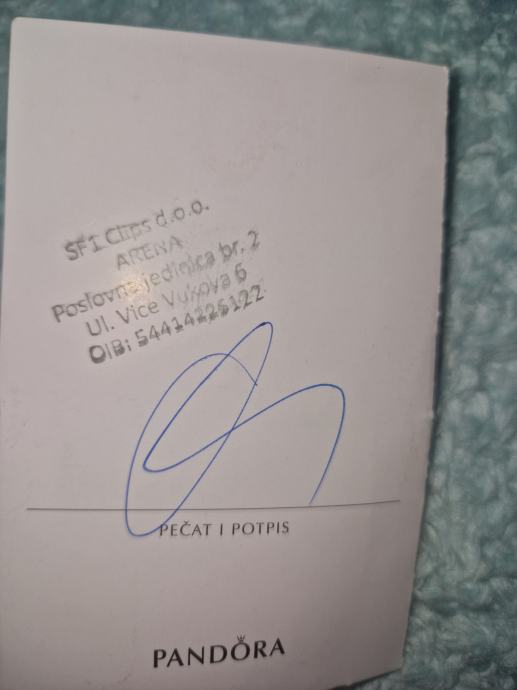 SF1 Clips d.o.o.
ARENA
Poslovna jedinica br. 2
Ul. Vice Vukova 6
OIB: 54414226122
PEČAT I POTPIS
PANDORA